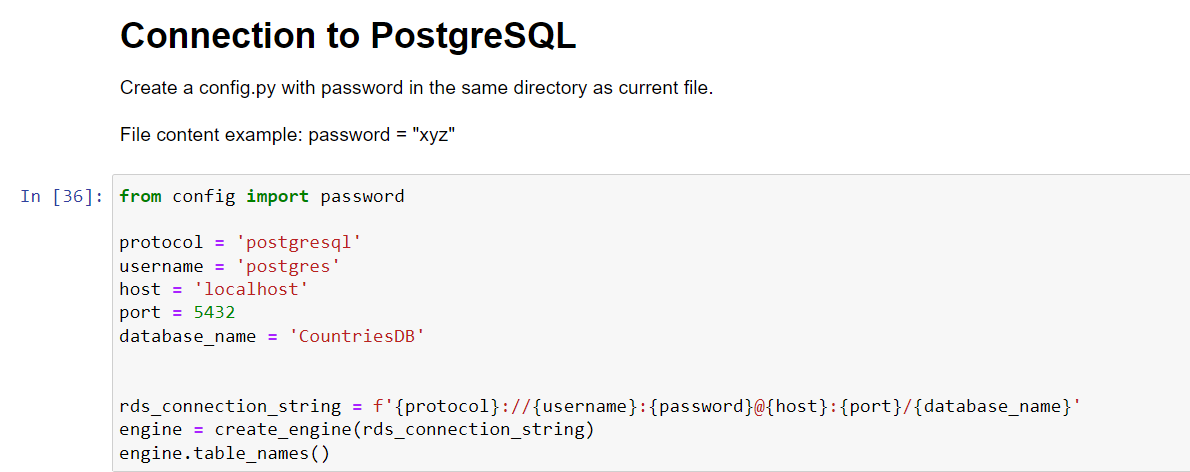 Connection to PostgreSQL
Create a config.py with password in the same directory as current file.
File content example: password = "xyz"
In [36]: from config import password
protocol = 'postgresql'
username = 'postgres'
host = 'localhost'
port = 5432
database_name = 'CountriesDB'
rds_connection_string = f'{protocol}://{username}:{password}@{host}:{port}/{database_name}'
engine = create_engine(rds_connection_string)
engine.table_names()